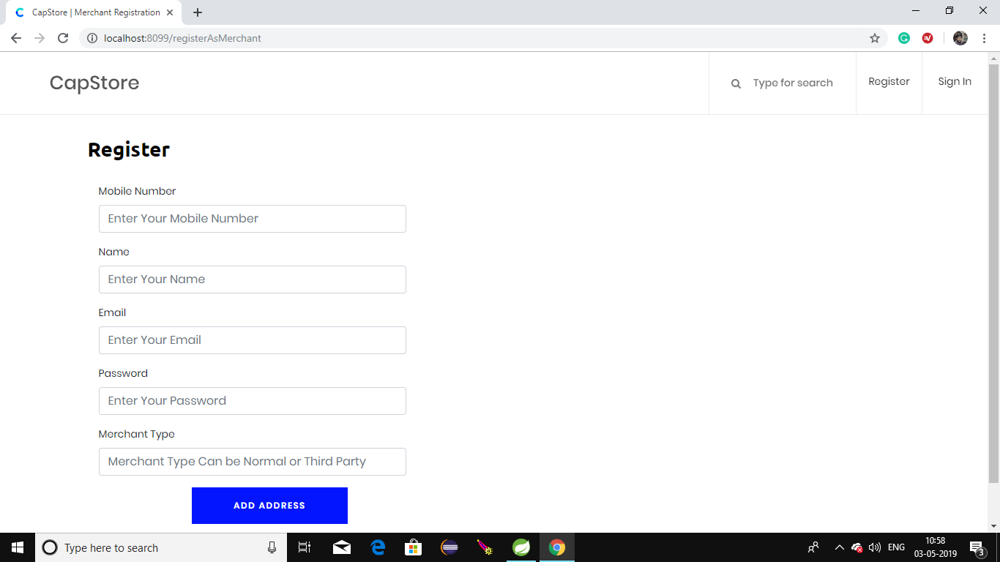 CapStore | Merchant Registration
localhost:8099/registerAsMerchant
CapStore
Type for search
Register
Sign In
Register
Mobile Number
Enter Your Mobile Number
Name
Enter Your Name
Email
Enter Your Email
Password
Enter Your Password
Merchant Type
Merchant Type Can be Normal or Third Party
ADD ADDRESS
Type here to search
ENG
10:58
03-05-2019
3